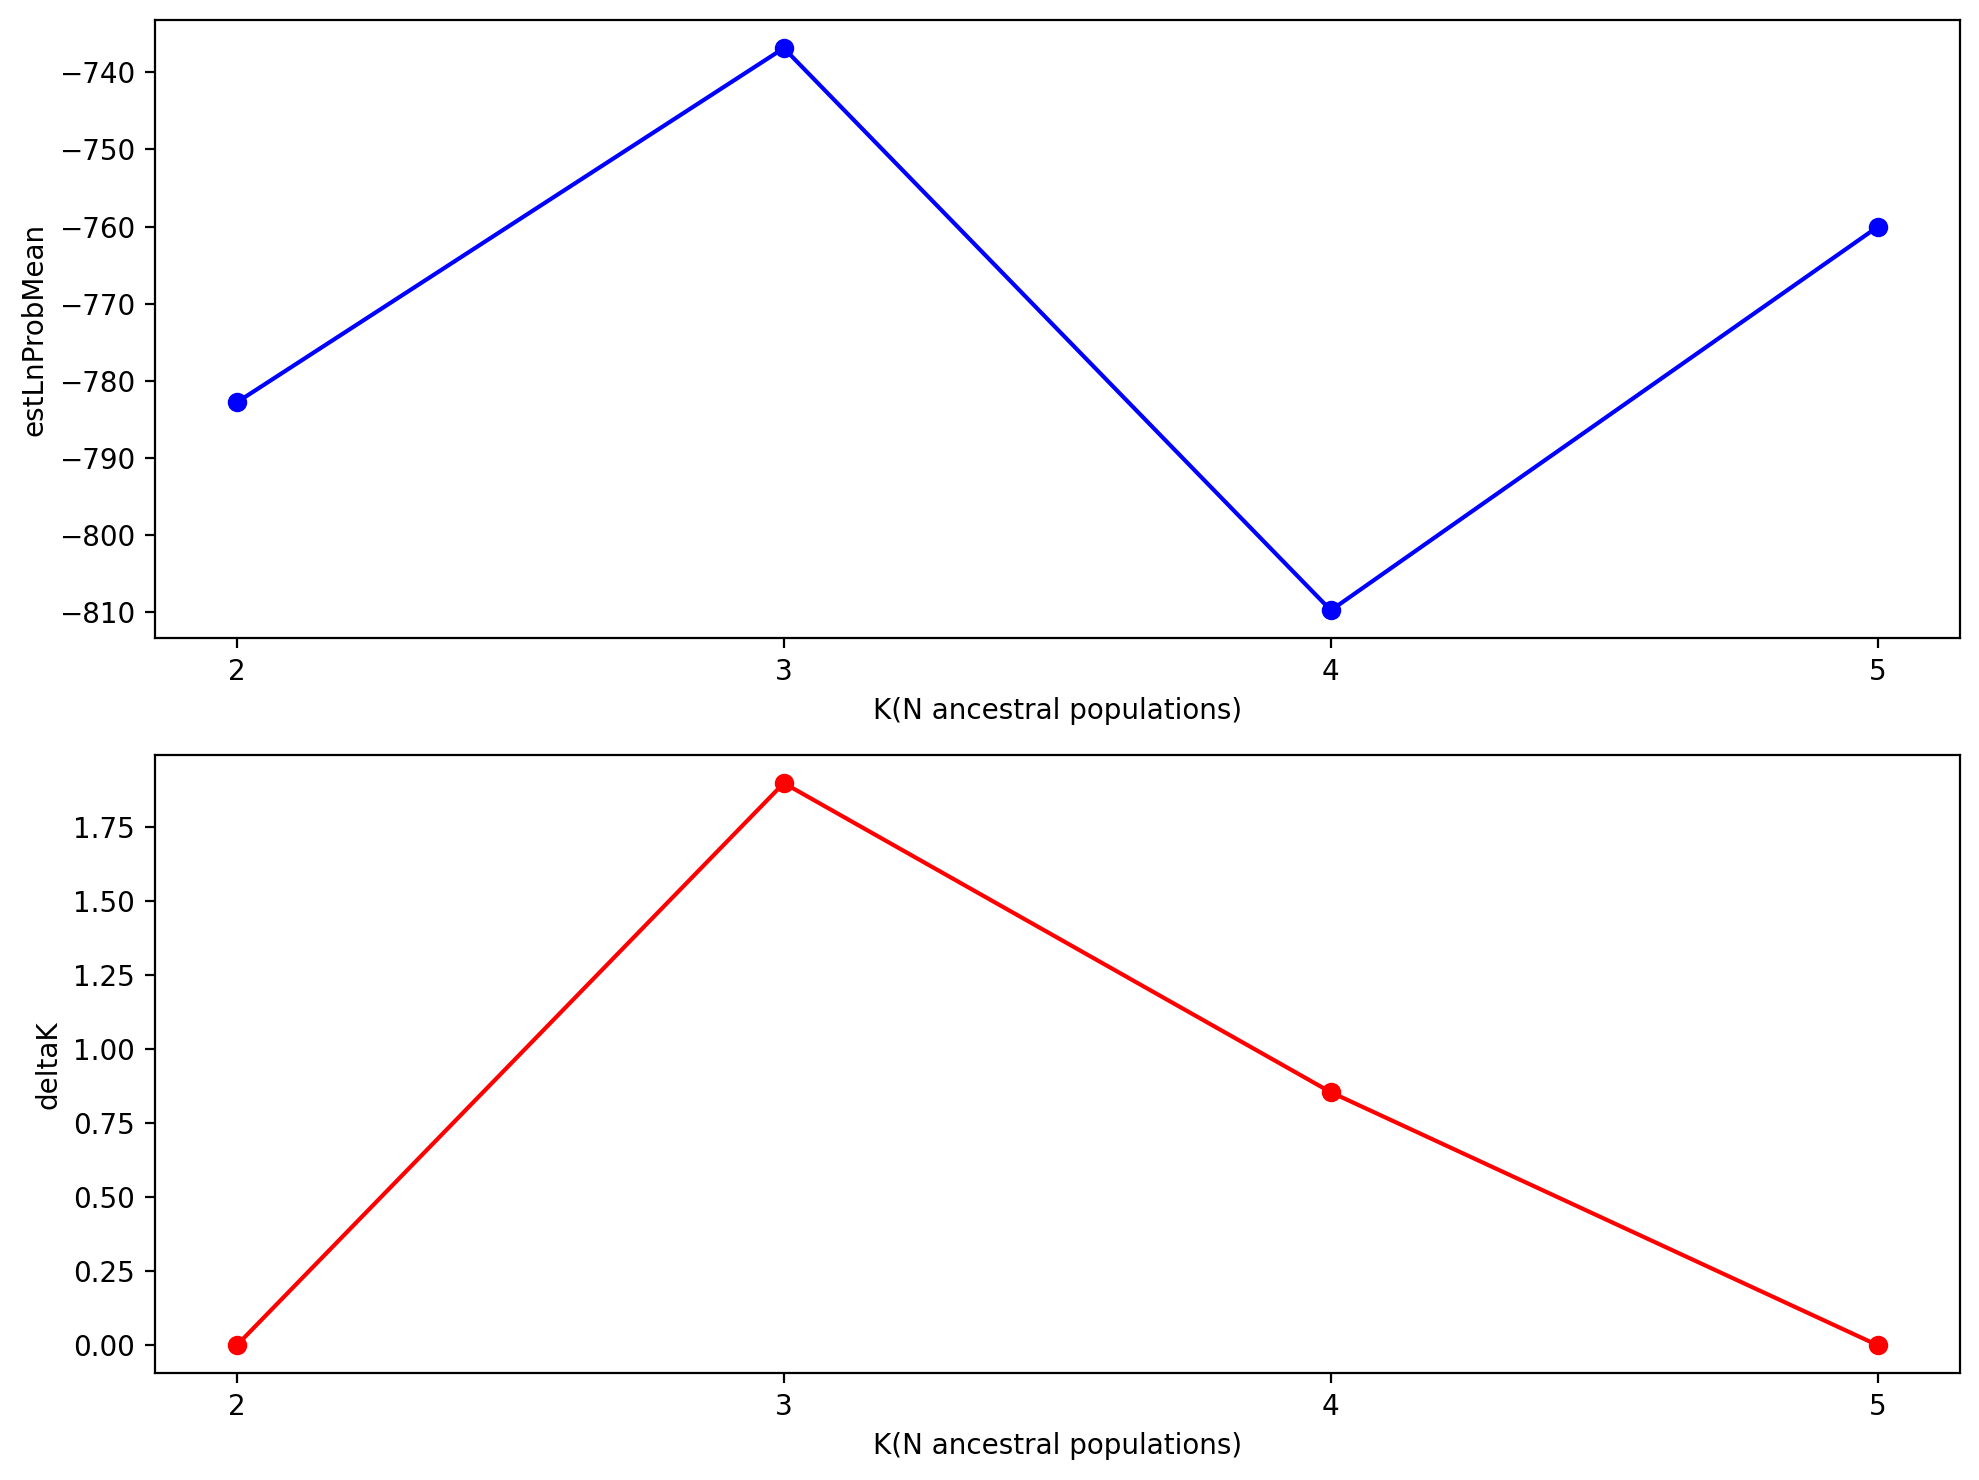 −740
−750
−760
−770
−780
−790
−800
−810
estLnProbMean
2 3 4 5
K(N ancestral populations)
1.75
1.50
1.25
1.00
0.75
0.50
0.25
0.00
deltaK
2 3 4 5
K(N ancestral populations)